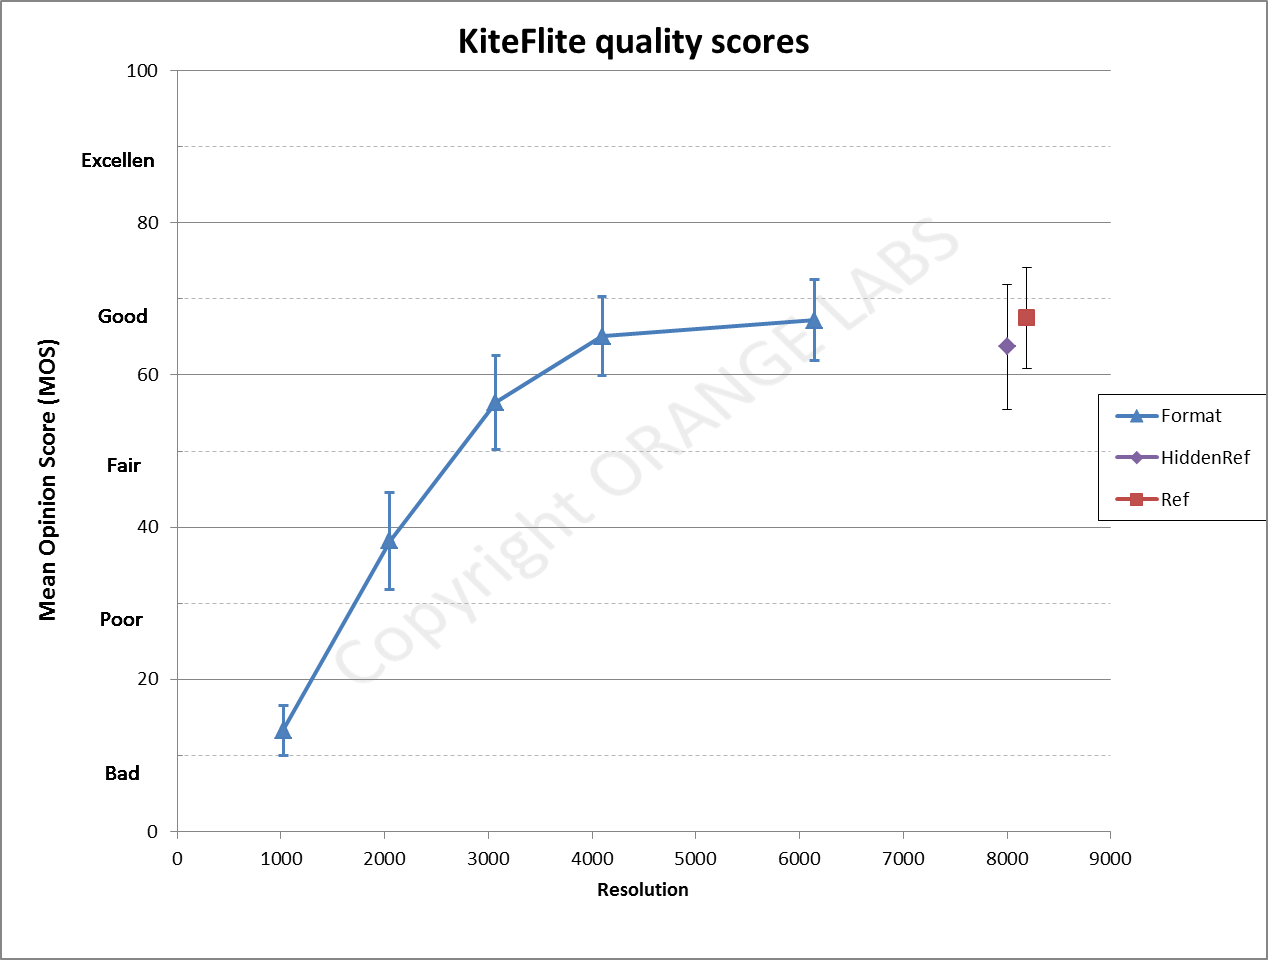 KiteFlite quality scores
100
Excellen
80
Good
60
Fair
40
Poor
20
Bad
0
Mean Opinion Score (MOS)
0 1000 2000 3000 4000 5000 6000 7000 8000 9000
Resolution
Format
HiddenRef
Ref
Copyright ORANGE LABS